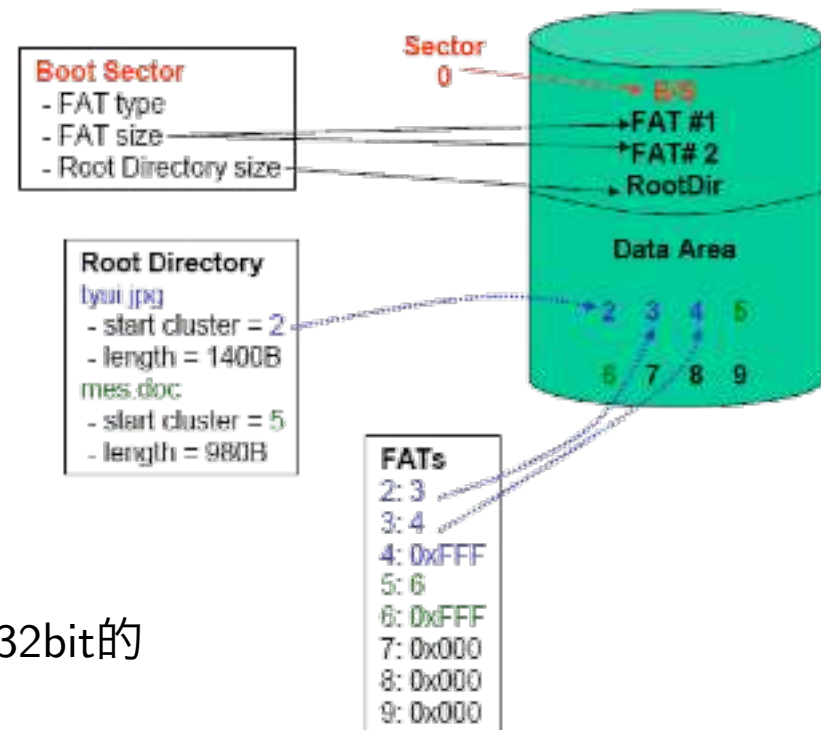 Boot Sector
- FAT type
- FAT size
- Root Directory size
Sector
0
B/S
FAT #1
FAT# 2
RootDir
Data Area
2 3 4 5
6 7 8 9
Root Directory
tyui.jpg
- start cluster = 2
- length = 1400B
mes.doc
- start cluster = 5
- length = 980B
FATs
2: 3
3: 4
4: 0xFFF
5: 6
6: 0xFFF
7: 0x000
8: 0x000
9: 0x000
32bit的